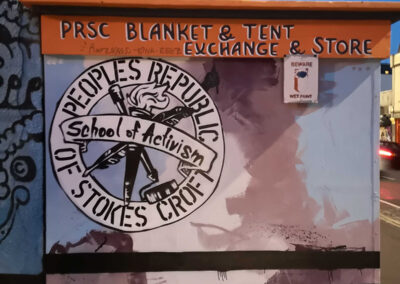 PRSC BLANKET & TENT
EXCHANGE & STORE
BEWARE
WET PAINT
PEOPLES REPUBLIC
School of Activism
OF STOKES CROFT